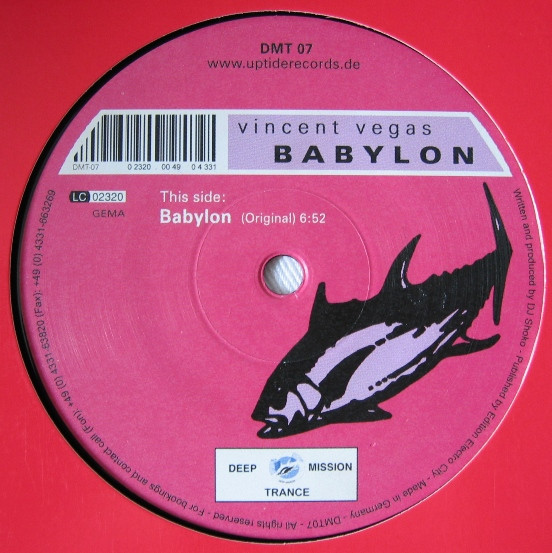 DMT 07
www.uptiderecords.de
vincent vegas
BABYLON
DMT-07 0 2320 00 49 0 4 331
LC 02320
GEMA
This side:
Babylon (Original) 6:52
DEEP MISSION
TRANCE
Written and produced by DJ Shoko - Published by Edition Electro City - Made in Germany - DMT07 - All rights reserved - For bookings and contact call (Fon): +49 (0) 4331-63820 (Fax): +49 (0) 4331-663269